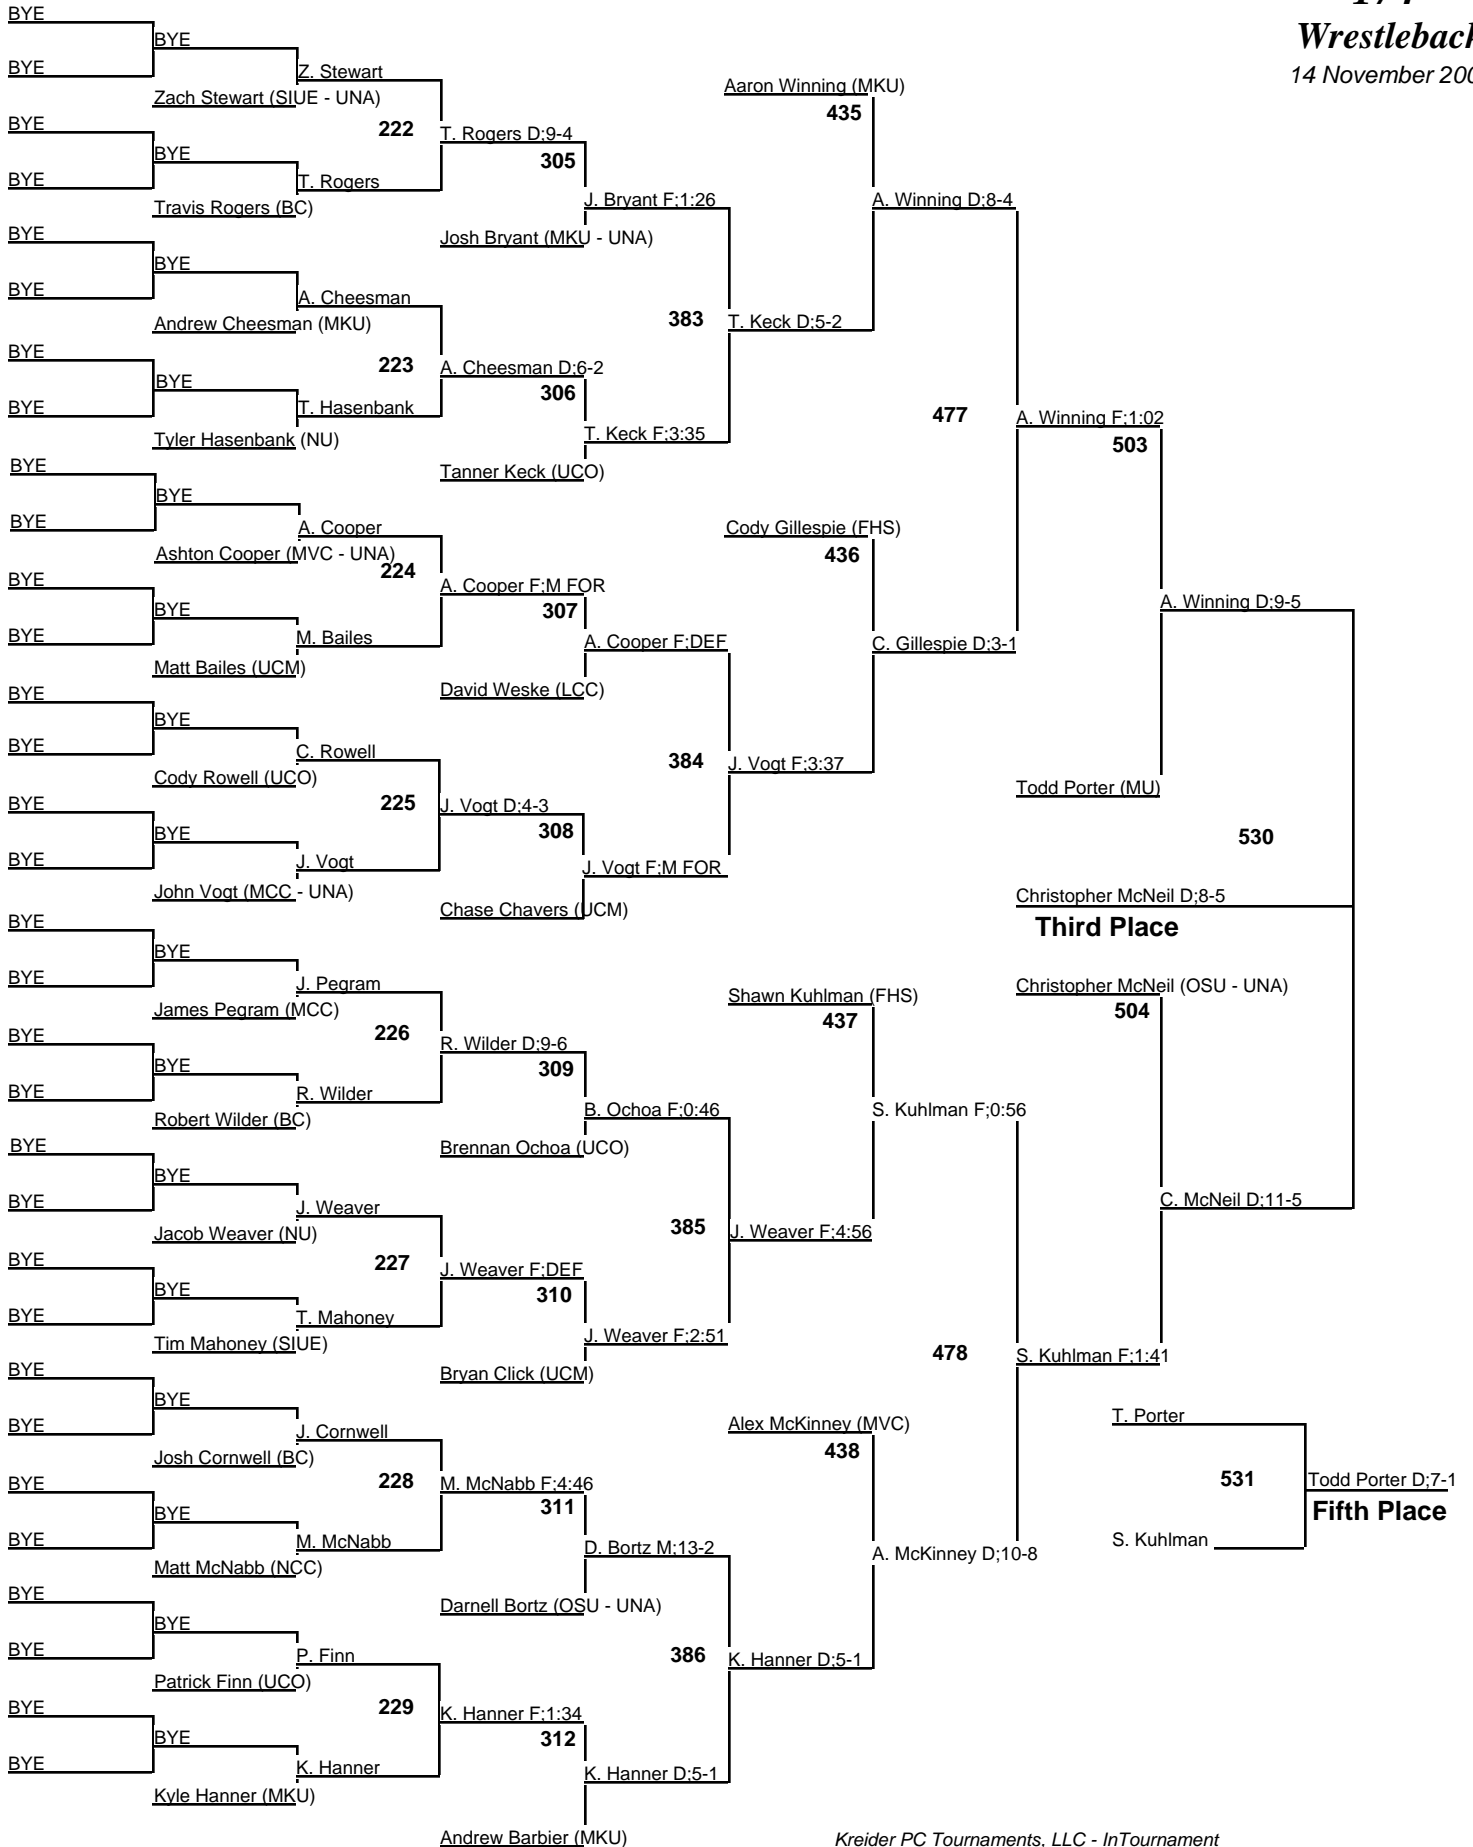 Wrestleback
14 November 200
BYE
BYE
BYE
Z. Stewart
Zach Stewart (SIUE - UNA)
222
BYE
BYE
BYE
T. Rogers
Travis Rogers (BC)
T. Rogers D;9-4
305
J. Bryant F;1:26
Josh Bryant (MKU - UNA)
BYE
BYE
BYE
A. Cheesman
Andrew Cheesman (MKU)
223
BYE
BYE
BYE
T. Hasenbank
Tyler Hasenbank (NU)
A. Cheesman D;6-2
306
T. Keck F;3:35
Tanner Keck (UCO)
383
T. Keck D;5-2
Aaron Winning (MKU)
435
A. Winning D;8-4
BYE
BYE
BYE
A. Cooper
Ashton Cooper (MVC - UNA)
224
BYE
BYE
BYE
M. Bailes
Matt Bailes (UCM)
A. Cooper F;M FOR
307
A. Cooper F;DEF
David Weske (LCC)
BYE
BYE
BYE
C. Rowell
Cody Rowell (UCO)
225
BYE
BYE
BYE
J. Vogt
John Vogt (MCC - UNA)
J. Vogt D;4-3
308
J. Vogt F;M FOR
Chase Chavers (UCM)
384
J. Vogt F;3:37
Cody Gillespie (FHS)
436
C. Gillespie D;3-1
477
A. Winning F;1:02
503
A. Winning D;9-5
Todd Porter (MU)
530
Christopher McNeil D;8-5
Third Place
BYE
BYE
BYE
J. Pegram
James Pegram (MCC)
226
BYE
BYE
BYE
R. Wilder
Robert Wilder (BC)
R. Wilder D;9-6
309
B. Ochoa F;0:46
Brennan Ochoa (UCO)
BYE
BYE
BYE
J. Weaver
Jacob Weaver (NU)
227
BYE
BYE
BYE
T. Mahoney
Tim Mahoney (SIUE)
J. Weaver F;DEF
310
J. Weaver F;2:51
Bryan Click (UCM)
385
J. Weaver F;4:56
Shawn Kuhlman (FHS)
437
S. Kuhlman F;0:56
BYE
BYE
BYE
J. Cornwell
Josh Cornwell (BC)
228
BYE
BYE
BYE
M. McNabb
Matt McNabb (NCC)
M. McNabb F;4:46
311
D. Bortz M;13-2
Darnell Bortz (OSU - UNA)
BYE
BYE
BYE
P. Finn
Patrick Finn (UCO)
229
BYE
BYE
BYE
K. Hanner
Kyle Hanner (MKU)
K. Hanner F;1:34
312
K. Hanner D;5-1
Andrew Barbier (MKU)
386
K. Hanner D;5-1
Alex McKinney (MVC)
438
A. McKinney D;10-8
478
S. Kuhlman F;1:41
Christopher McNeil (OSU - UNA)
504
C. McNeil D;11-5
T. Porter
531
S. Kuhlman
Todd Porter D;7-1
Fifth Place
Kreider PC Tournaments, LLC - InTournament